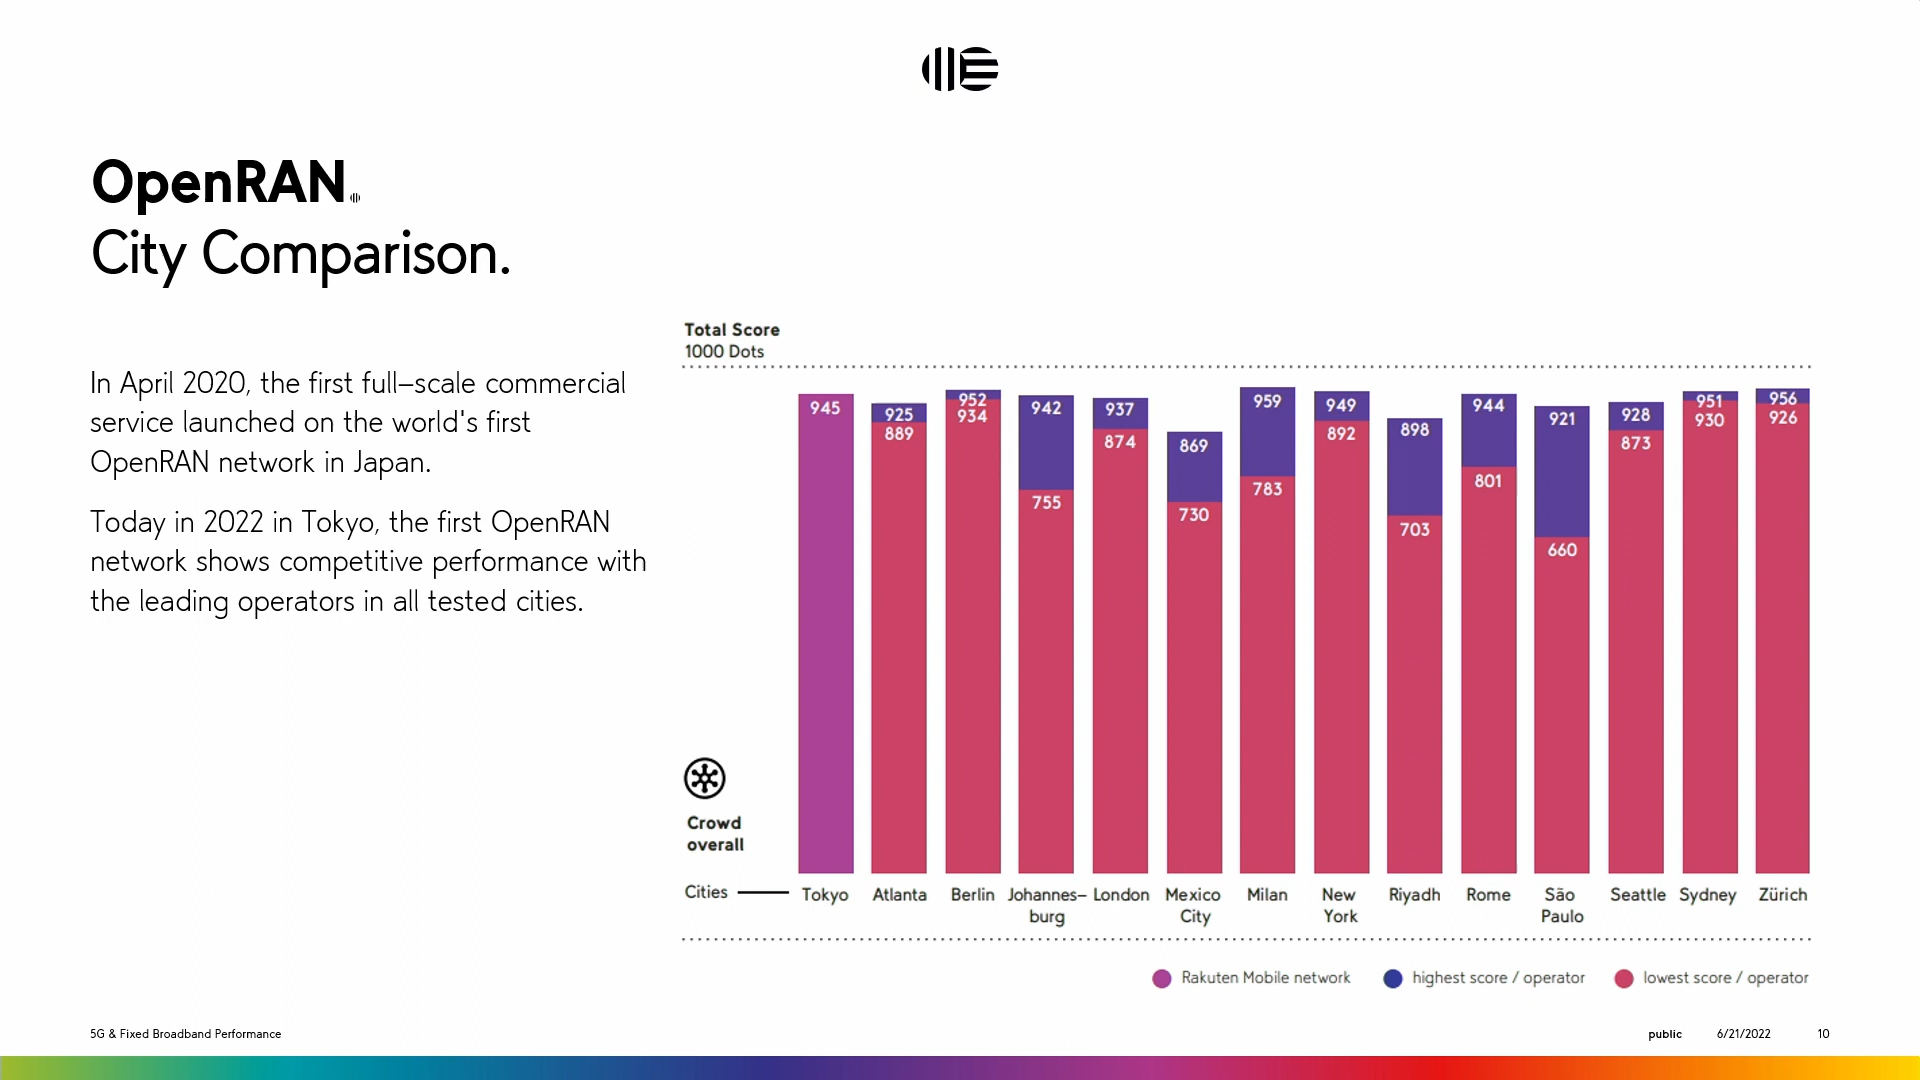 OpenRAN.
City Comparison.
In April 2020, the first full–scale commercial
service launched on the world's first
OpenRAN network in Japan.
Today in 2022 in Tokyo, the first OpenRAN
network shows competitive performance with
the leading operators in all tested cities.
Total Score
1000 Dots
945
925
889
952
934
942
755
937
874
869
730
959
783
949
892
898
703
944
801
921
660
928
873
951
930
956
926
Crowd
overall
Cities
Tokyo
Atlanta
Berlin
Johannes–
burg
London
Mexico
City
Milan
New
York
Riyadh
Rome
São
Paulo
Seattle
Sydney
Zürich
Rakuten Mobile network
highest score / operator
lowest score / operator
5G & Fixed Broadband Performance
public
6/21/2022
10